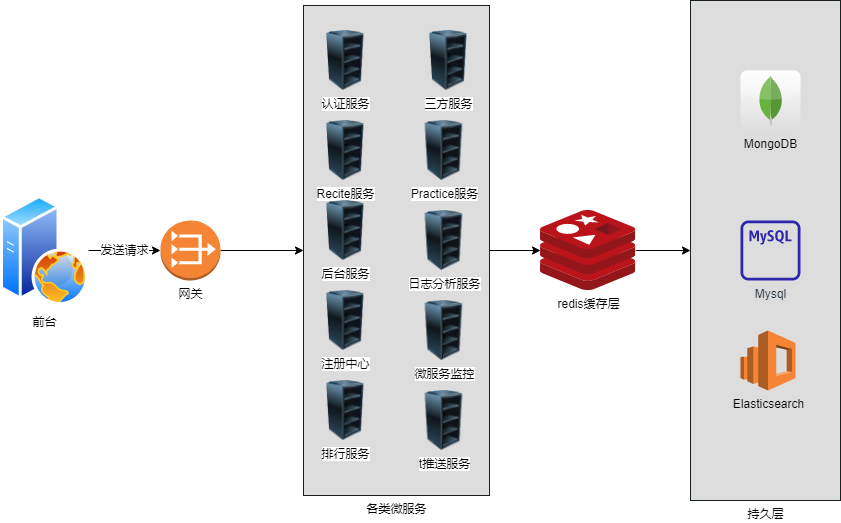 前台
发送请求
网关
认证服务
三方服务
Recite服务
Practice服务
后台服务
日志分析服务
注册中心
微服务监控
排行服务
t推送服务
各类微服务
redis缓存层
MongoDB
MySQL
Mysql
Elasticsearch
持久层